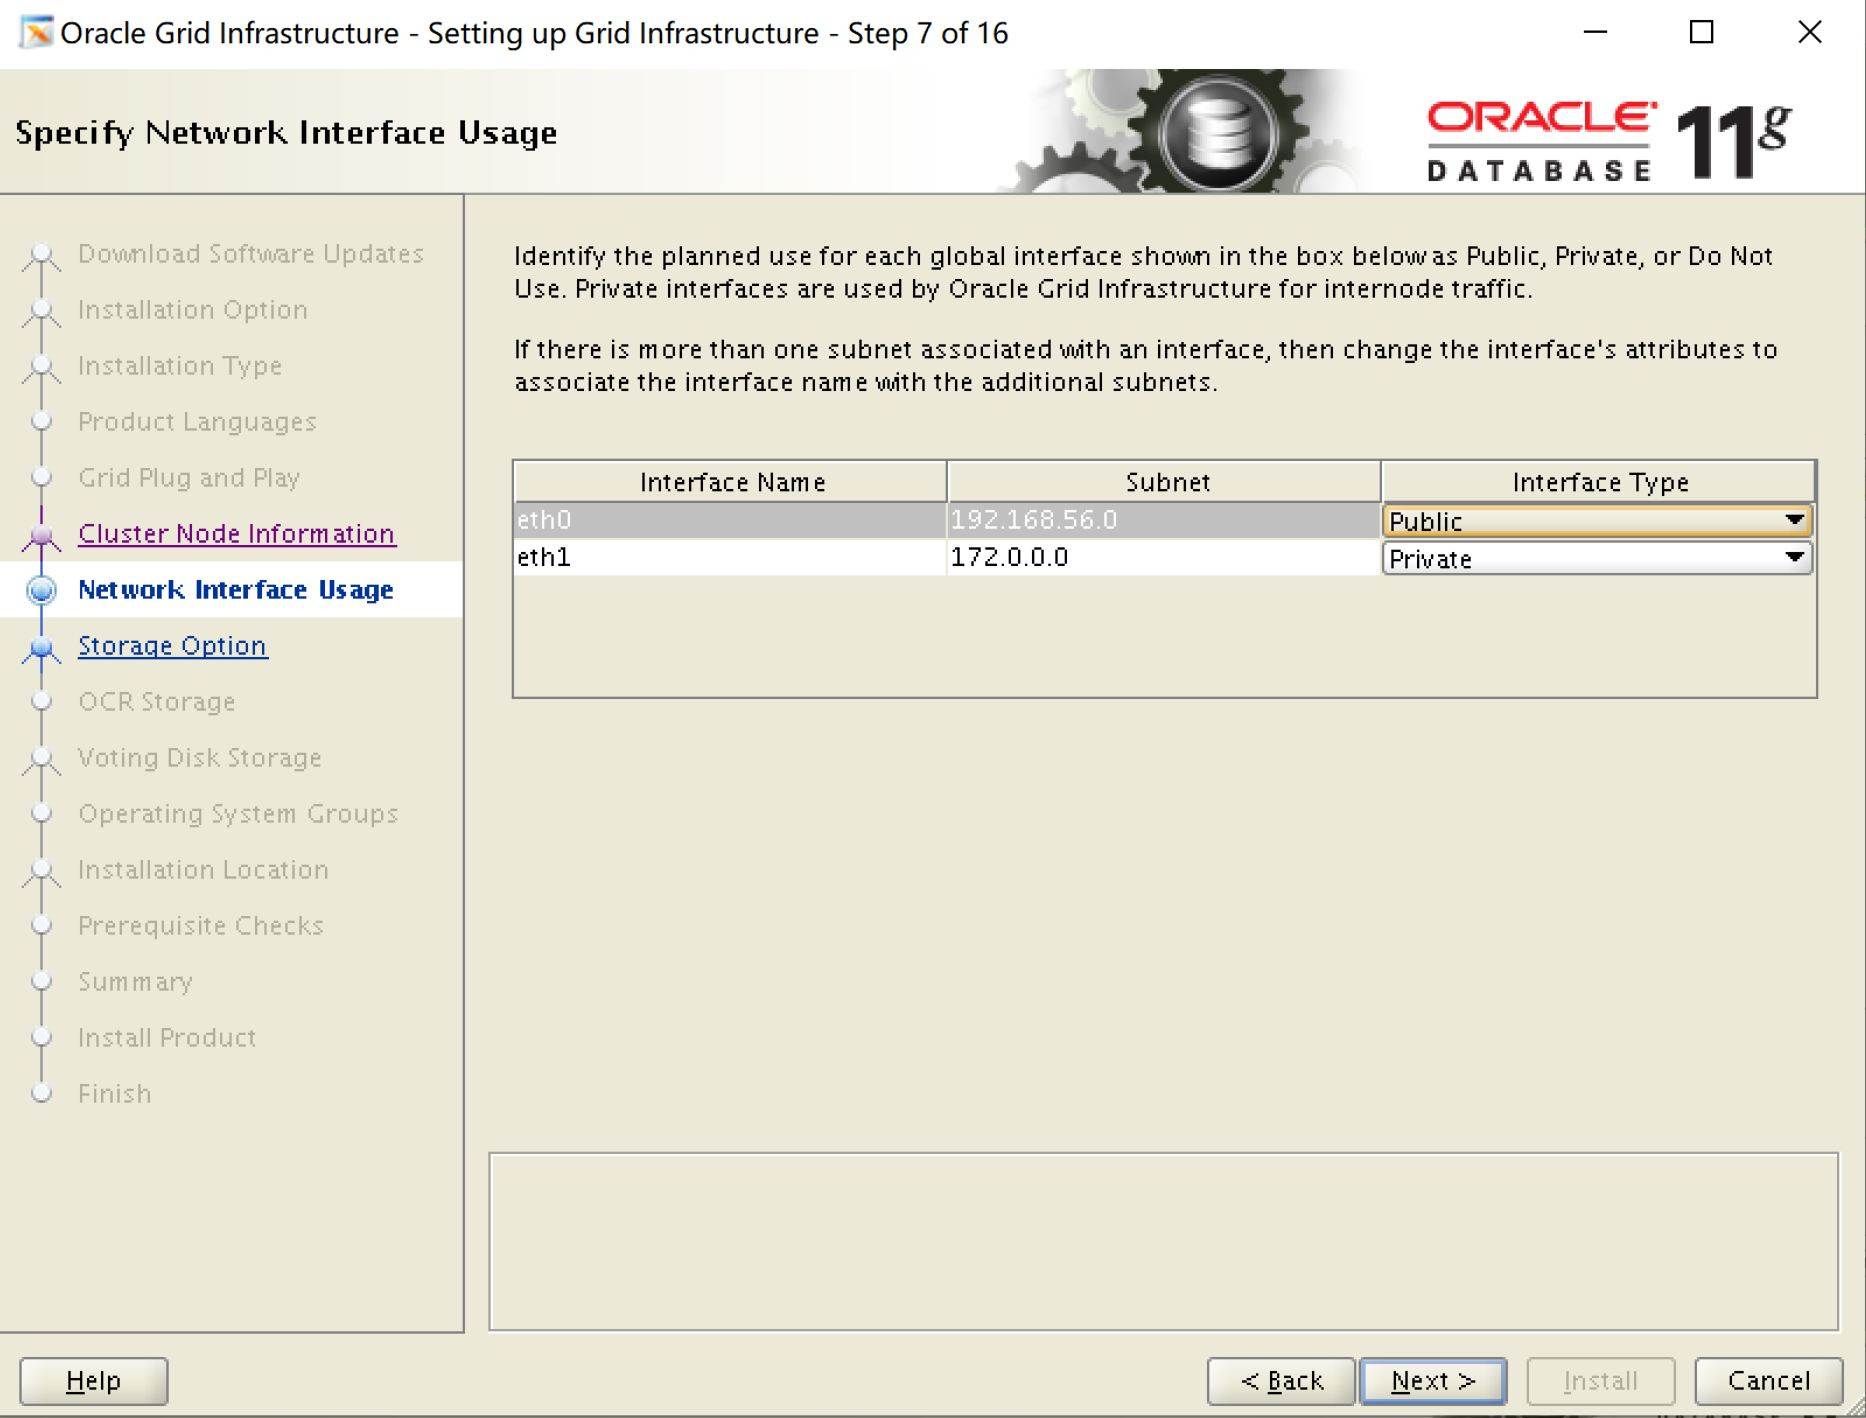 Oracle Grid Infrastructure - Setting up Grid Infrastructure - Step 7 of 16
Specify Network Interface Usage
ORACLE
DATABASE
11g
Download Software Updates
Installation Option
Installation Type
Product Languages
Grid Plug and Play
Cluster Node Information
Network Interface Usage
Storage Option
OCR Storage
Voting Disk Storage
Operating System Groups
Installation Location
Prerequisite Checks
Summary
Install Product
Finish
Identify the planned use for each global interface shown in the box below as Public, Private, or Do Not
Use. Private interfaces are used by Oracle Grid Infrastructure for internode traffic.
If there is more than one subnet associated with an interface, then change the interface's attributes to
associate the interface name with the additional subnets.
Interface Name Subnet Interface Type
eth0 192.168.56.0 Public
eth1 172.0.0.0 Private
Help
< Back
Next >
Install
Cancel